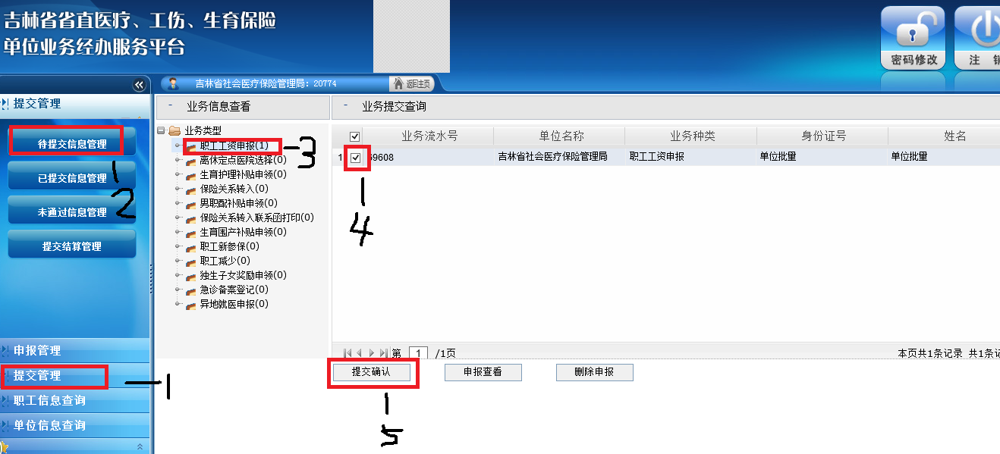 吉林省省直医疗、工伤、生育保险
单位业务经办服务平台
密码修改
注 销
吉林省社会医疗保险管理局：20774
返回主页
提交管理
待提交信息管理
已提交信息管理
未通过信息管理
提交结算管理
1
2
申报管理
提交管理
1
职工信息查询
单位信息查询
- 业务信息查看
业务类型
职工工资申报(1)
3
离休定点医院选择(0)
生育护理补贴申领(0)
保险关系转入(0)
男职配补贴申领(0)
保险关系转入联系函打印(0)
生育围产补贴申领(0)
职工新参保(0)
职工减少(0)
独生子女奖励申领(0)
急诊备案登记(0)
异地就医申报(0)
- 业务提交查询
业务流水号 单位名称 业务种类 身份证号 姓名
1 69608 吉林省社会医疗保险管理局 职工工资申报 单位批量 单位批量
4
第 1 /1页
本页共1条记录 共1条记
提交确认 申报查看 删除申报
5